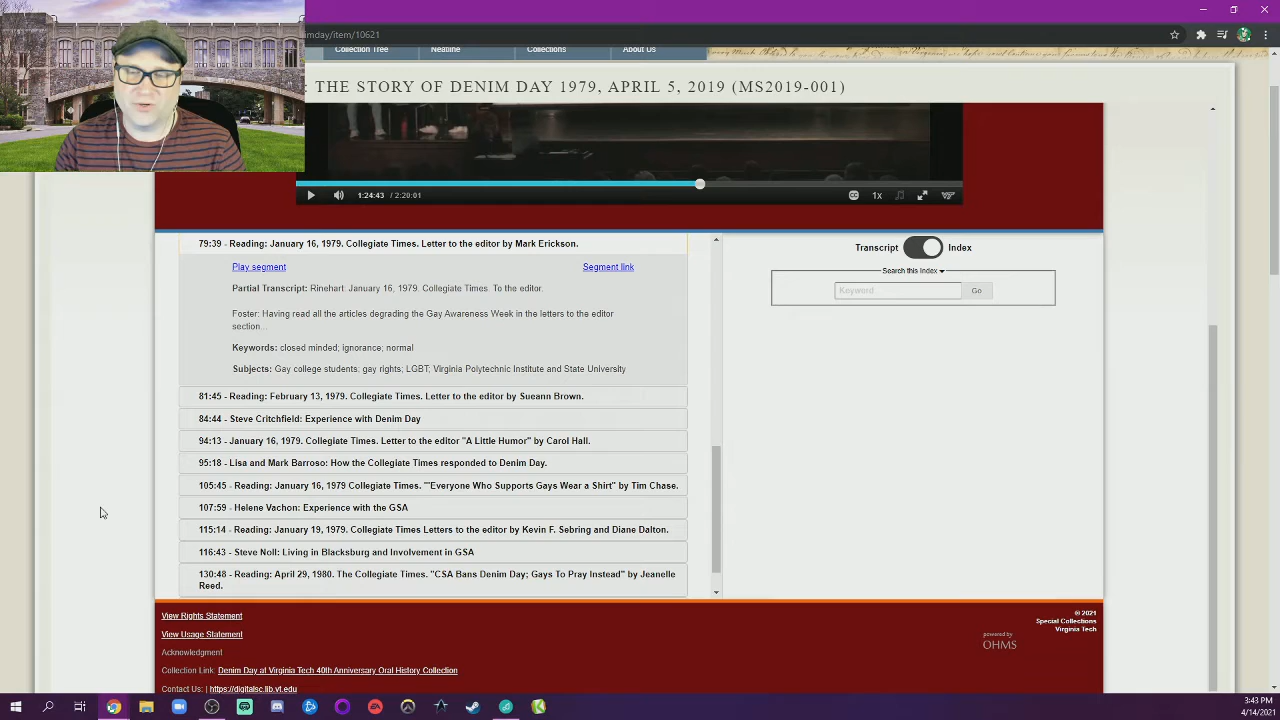 mday/item/10621
Collection Tree Neatline Collections About Us
: THE STORY OF DENIM DAY 1979, APRIL 5, 2019 (MS2019-001)
1:24:43 / 2:20:01
CC 1x
79:39 - Reading: January 16, 1979. Collegiate Times. Letter to the editor by Mark Erickson.
Play segment Segment link
Partial Transcript: Rinehart: January 16, 1979. Collegiate Times. To the editor.
Foster: Having read all the articles degrading the Gay Awareness Week in the letters to the editor
section...
Keywords: closed minded; ignorance; normal
Subjects: Gay college students; gay rights; LGBT; Virginia Polytechnic Institute and State University
81:45 - Reading: February 13, 1979. Collegiate Times. Letter to the editor by Sueann Brown.
84:44 - Steve Critchfield: Experience with Denim Day
94:13 - January 16, 1979. Collegiate Times. Letter to the editor "A Little Humor" by Carol Hall.
95:18 - Lisa and Mark Barroso: How the Collegiate Times responded to Denim Day.
105:45 - Reading: January 16, 1979 Collegiate Times. ""Everyone Who Supports Gays Wear a Shirt" by Tim Chase.
107:59 - Helene Vachon: Experience with the GSA
115:14 - Reading: January 19, 1979. Collegiate Times Letters to the editor by Kevin F. Sebring and Diane Dalton.
116:43 - Steve Noll: Living in Blacksburg and Involvement in GSA
130:48 - Reading: April 29, 1980. The Collegiate Times. "CSA Bans Denim Day; Gays To Pray Instead" by Jeanelle
Reed.
Transcript Index
Search this Index
Keyword Go
View Rights Statement
View Usage Statement
Acknowledgment
Collection Link: Denim Day at Virginia Tech 40th Anniversary Oral History Collection
Contact Us: | https://digitalsc.lib.vt.edu
© 2021
Special Collections
Virginia Tech
powered by
OHMS
3:43 PM
4/14/2021